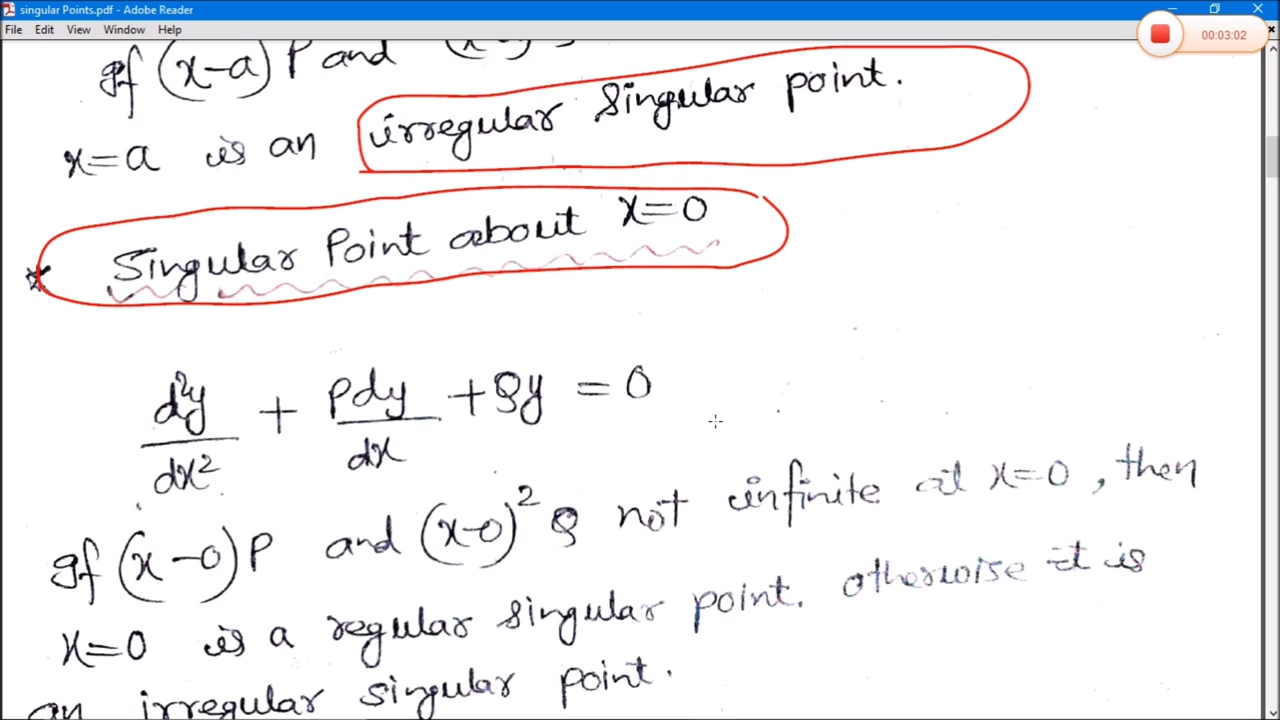 singular Points.pdf - Adobe Reader
File Edit View Window Help
00:03:02
If (x-a) P and
x=a is an irregular singular point.
* Singular Point about x=0
d²y/dx² + Pdy/dx + Qy = 0
If (x-0)P and (x-0)² Q not infinite at x=0, then
x=0 is a regular singular point. otherwise it is
an irregular singular point.